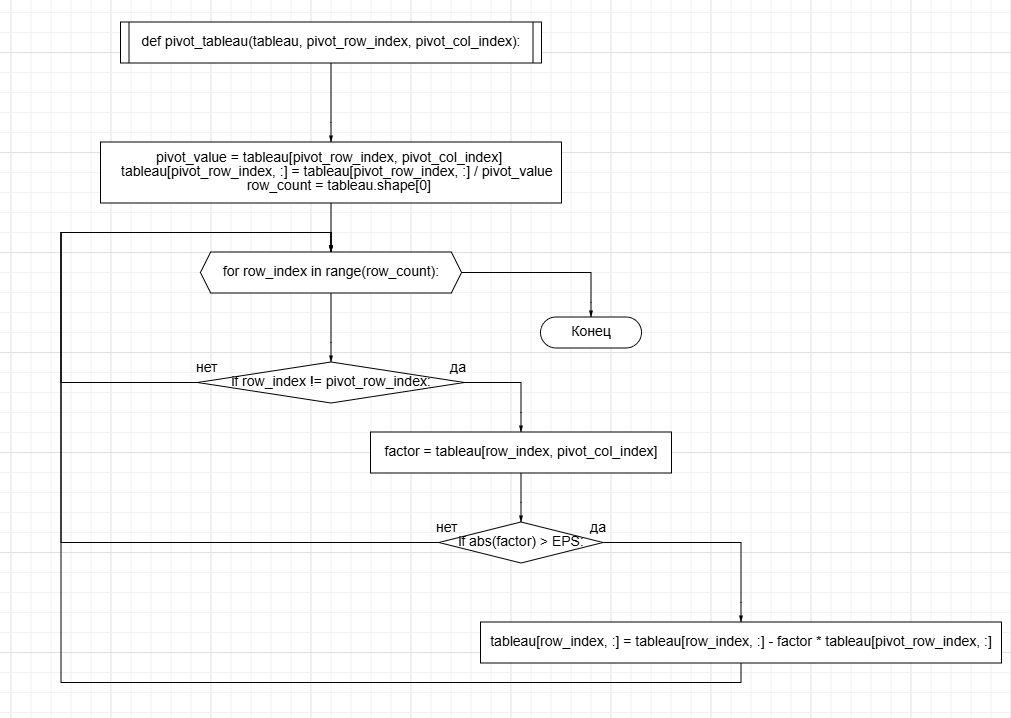 def pivot_tableau(tableau, pivot_row_index, pivot_col_index):
pivot_value = tableau[pivot_row_index, pivot_col_index]
tableau[pivot_row_index, :] = tableau[pivot_row_index, :] / pivot_value
row_count = tableau.shape[0]
for row_index in range(row_count):
Конец
нет
да
if row_index != pivot_row_index:
factor = tableau[row_index, pivot_col_index]
нет
да
if abs(factor) > EPS:
tableau[row_index, :] = tableau[row_index, :] - factor * tableau[pivot_row_index, :]